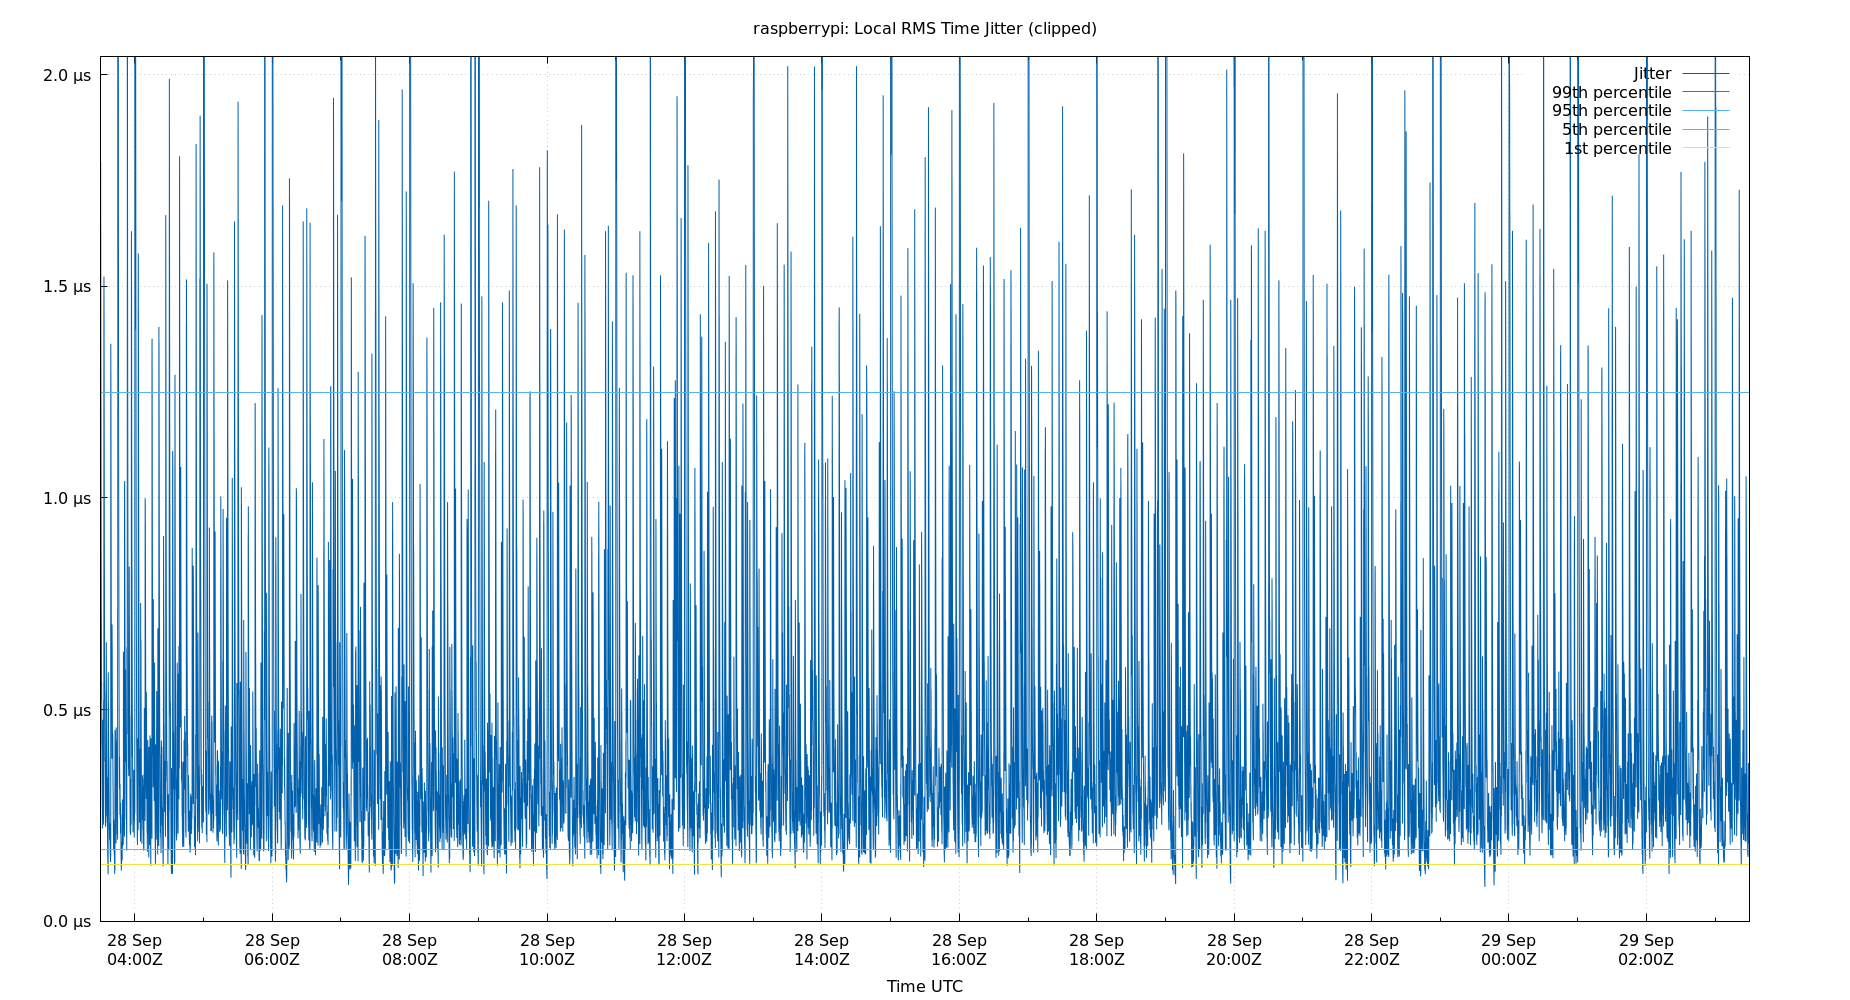 raspberrypi: Local RMS Time Jitter (clipped)
2.0 µs
1.5 µs
1.0 µs
0.5 µs
0.0 µs
Jitter
99th percentile
95th percentile
5th percentile
1st percentile
28 Sep 28 Sep 28 Sep 28 Sep 28 Sep 28 Sep 28 Sep 28 Sep 28 Sep 28 Sep 29 Sep 29 Sep
04:00Z 06:00Z 08:00Z 10:00Z 12:00Z 14:00Z 16:00Z 18:00Z 20:00Z 22:00Z 00:00Z 02:00Z
Time UTC